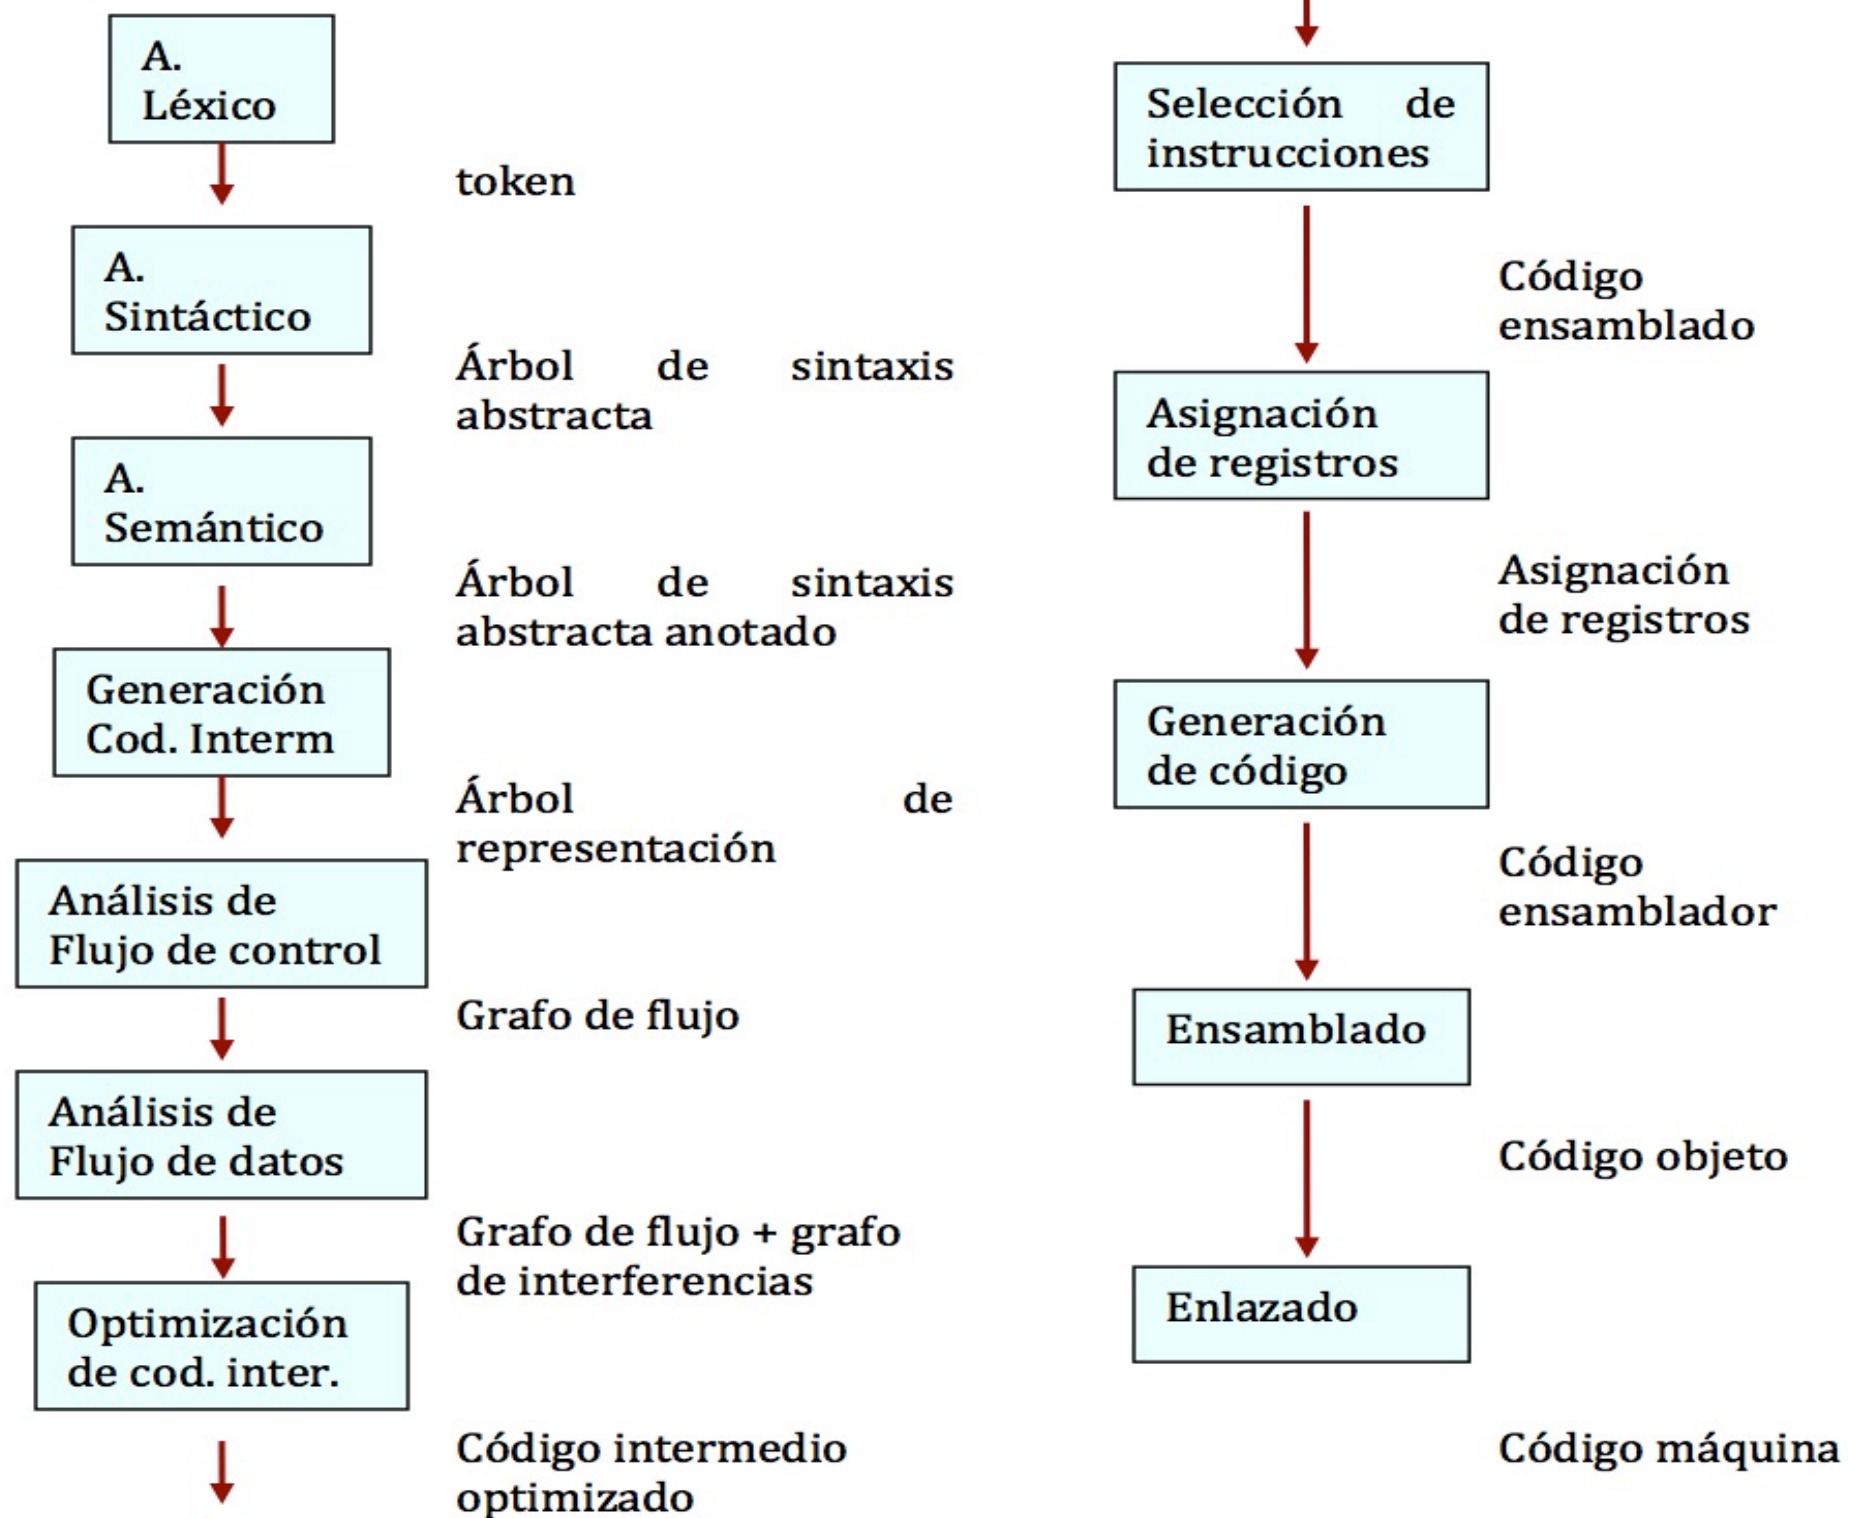 A.
Léxico
token
A.
Sintáctico
Árbol de sintaxis
abstracta
A.
Semántico
Árbol de sintaxis
abstracta anotado
Generación
Cod. Interm
Árbol de
representación
Análisis de
Flujo de control
Grafo de flujo
Análisis de
Flujo de datos
Grafo de flujo + grafo
de interferencias
Optimización
de cod. inter.
Código intermedio
optimizado
Selección de
instrucciones
Código
ensamblado
Asignación
de registros
Asignación
de registros
Generación
de código
Código
ensamblador
Ensamblado
Código objeto
Enlazado
Código máquina